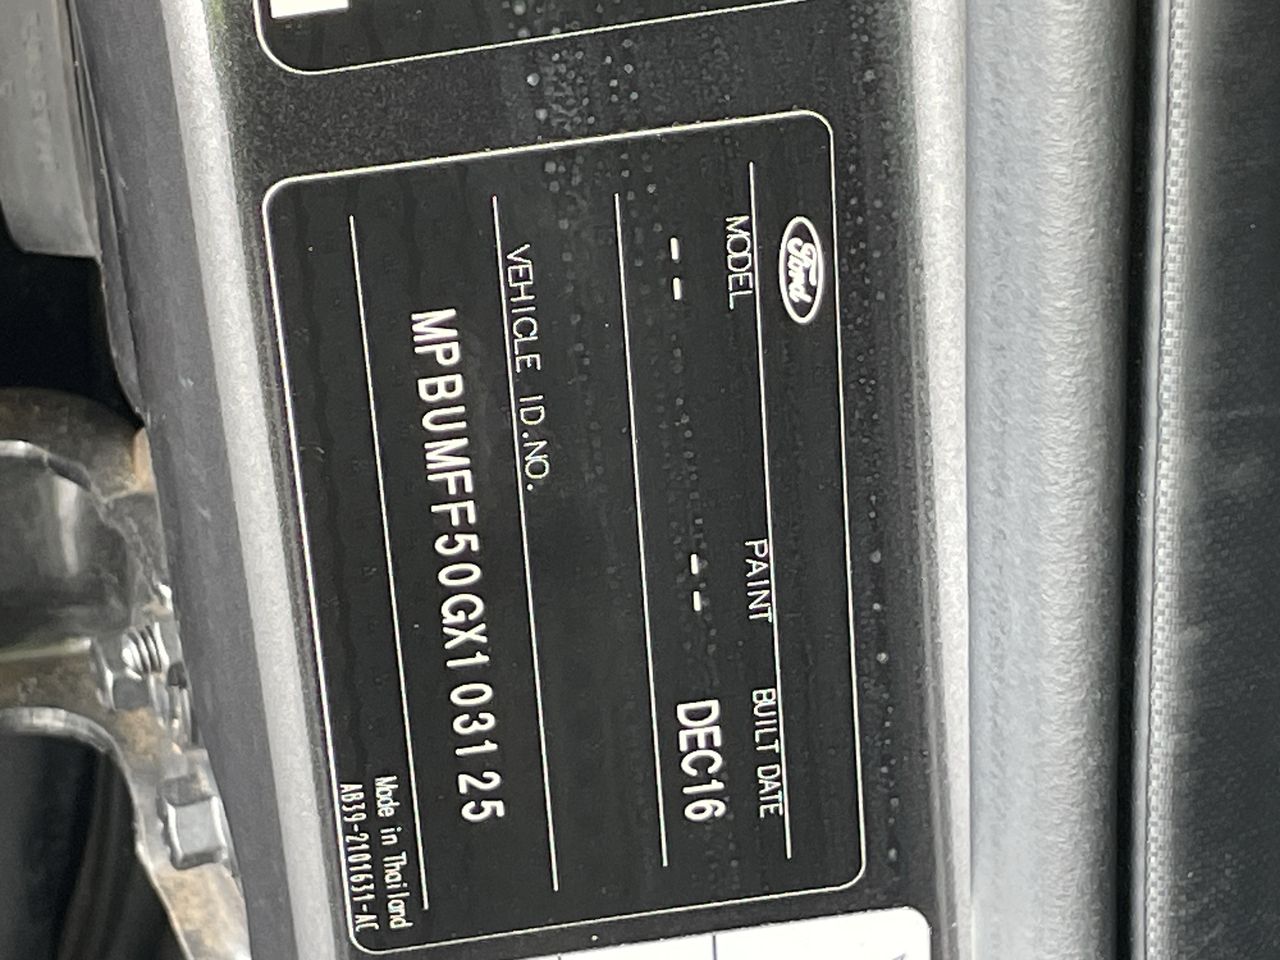 Ford
MODEL PAINT BUILT DATE
-- -- DEC16
VEHICLE ID.NO.
MPBUMFF50GX103125
Made in Thailand
AB39-2101631-AC